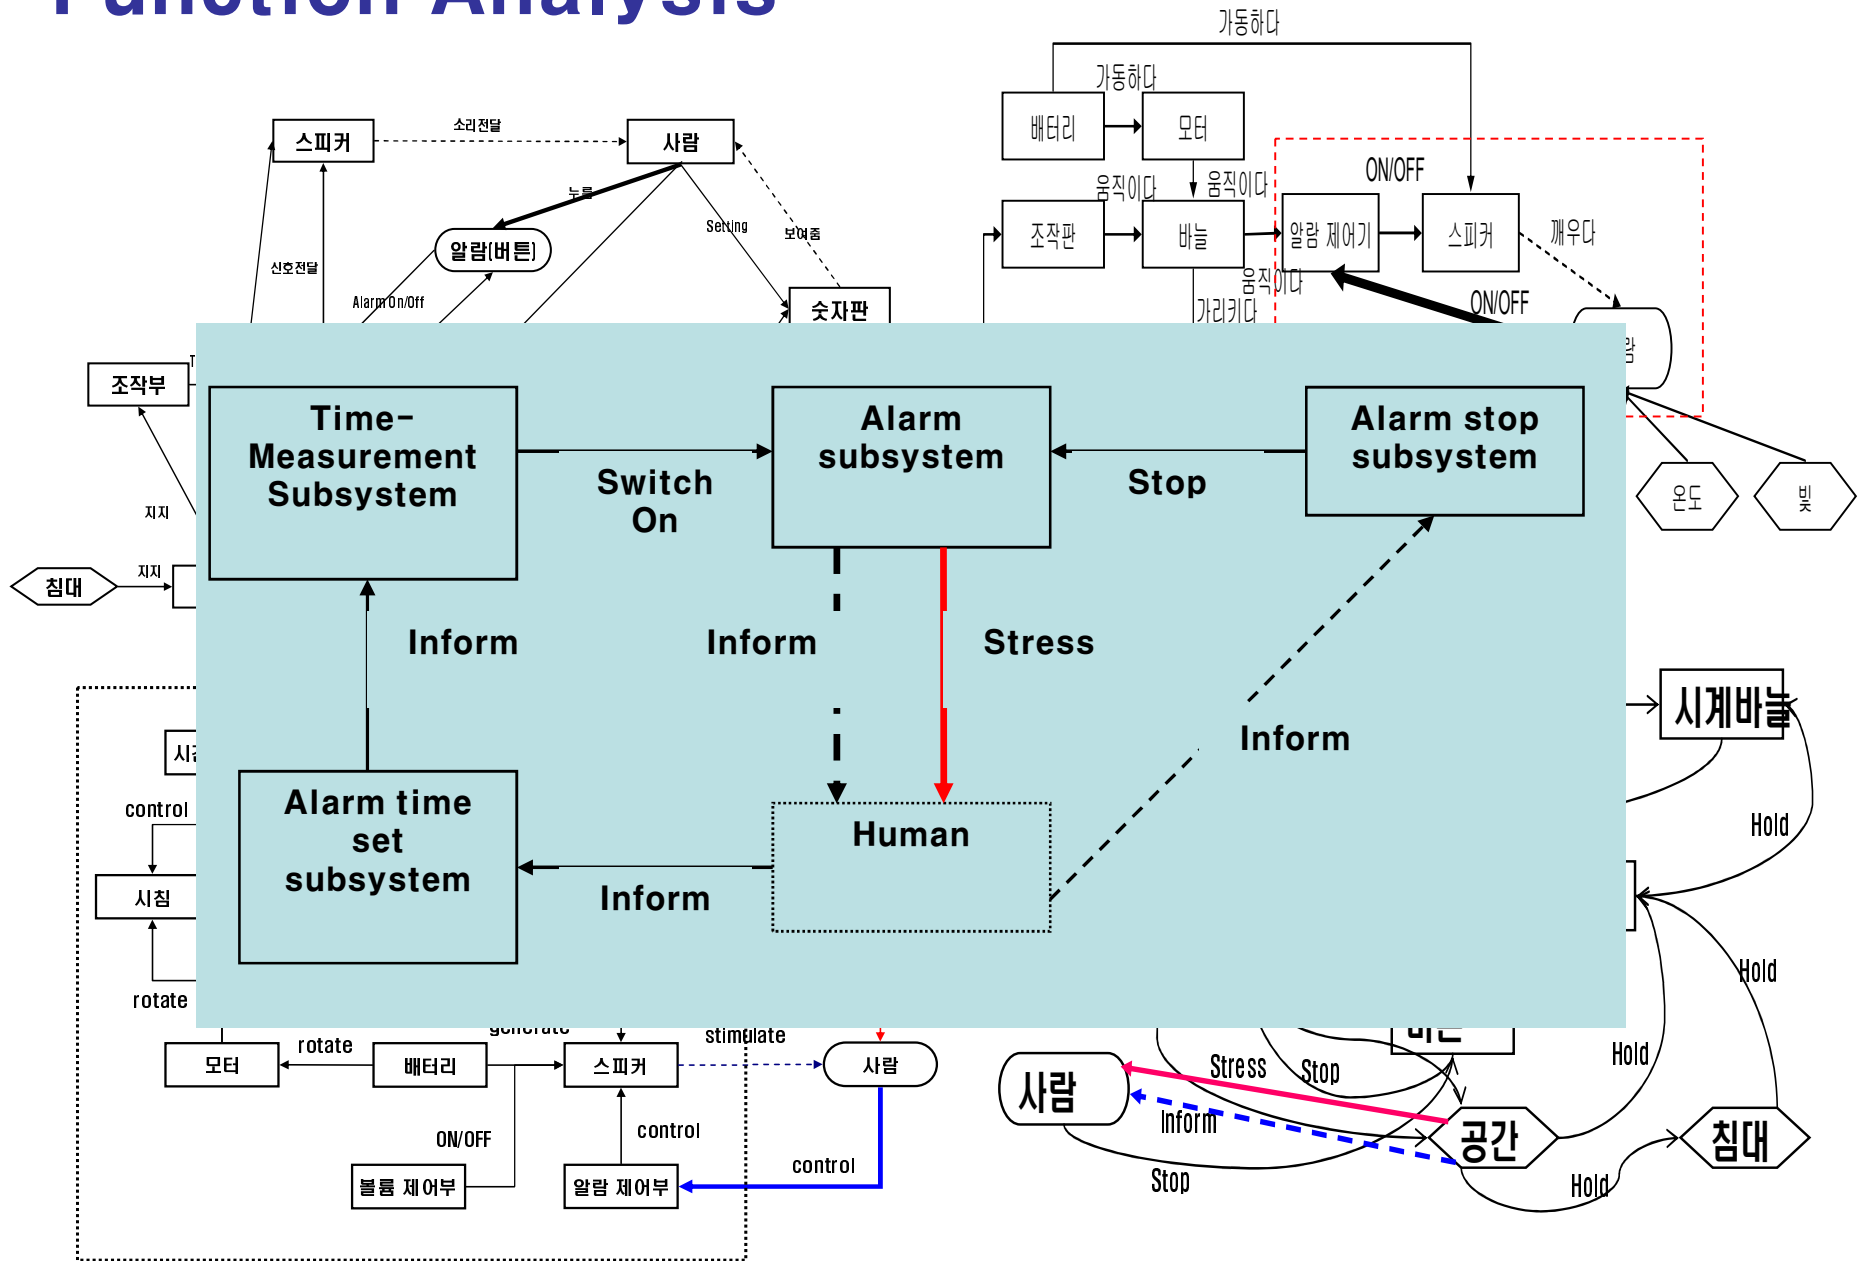 Function Analysis
가동하다
가동하다
배터리
모터
스피커
소리전달
사람
ON/OFF
누름
움직이다
움직이다
Setting
보여줌
알람(버튼)
조작판
바늘
알람 제어기
스피커
깨우다
신호전달
움직이다
Alarm On/Off
숫자판
가리키다
ON/OFF
조작부
Time-
Measurement
Subsystem
Alarm
subsystem
Alarm stop
subsystem
Switch
On
Stop
온도
빛
지지
지지
침대
Inform
Inform
Stress
시계바늘
Inform
control
Alarm time
set
subsystem
Human
Hold
시침
Inform
Hold
rotate
generate
stimulate
모터
rotate
배터리
스피커
사람
Stress
Stop
Hold
사람
Inform
ON/OFF
control
control
공간
침대
Stop
Hold
볼륨 제어부
알람 제어부